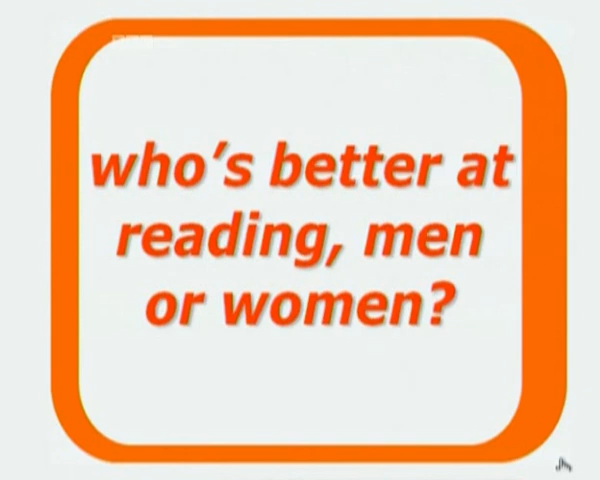 who's better at
reading, men
or women?